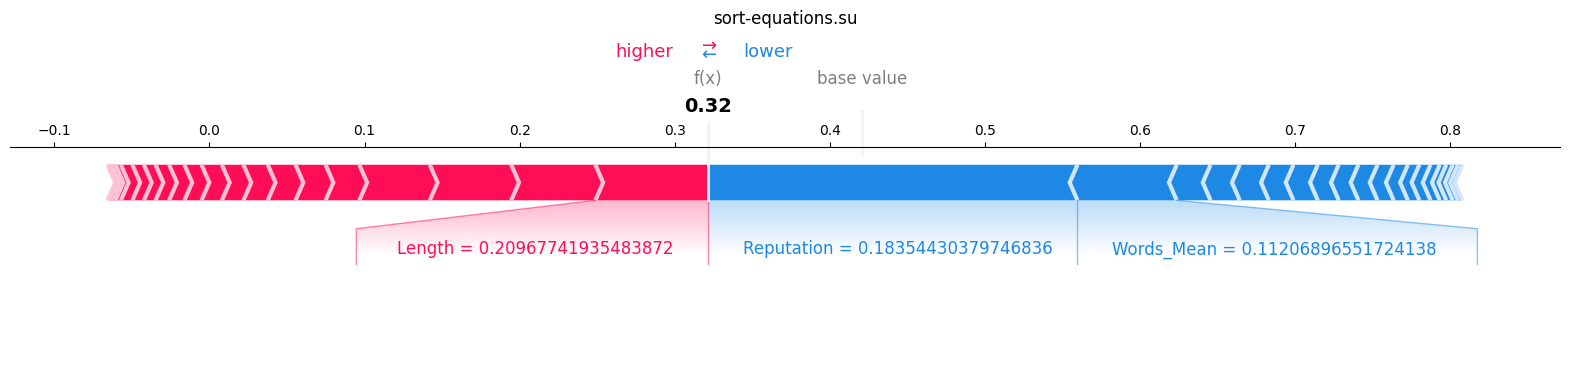 sort-equations.su
higher ⇄ lower
f(x) base value
0.32
−0.1 0.0 0.1 0.2 0.3 0.4 0.5 0.6 0.7 0.8
Length = 0.20967741935483872 Reputation = 0.18354430379746836 Words_Mean = 0.11206896551724138